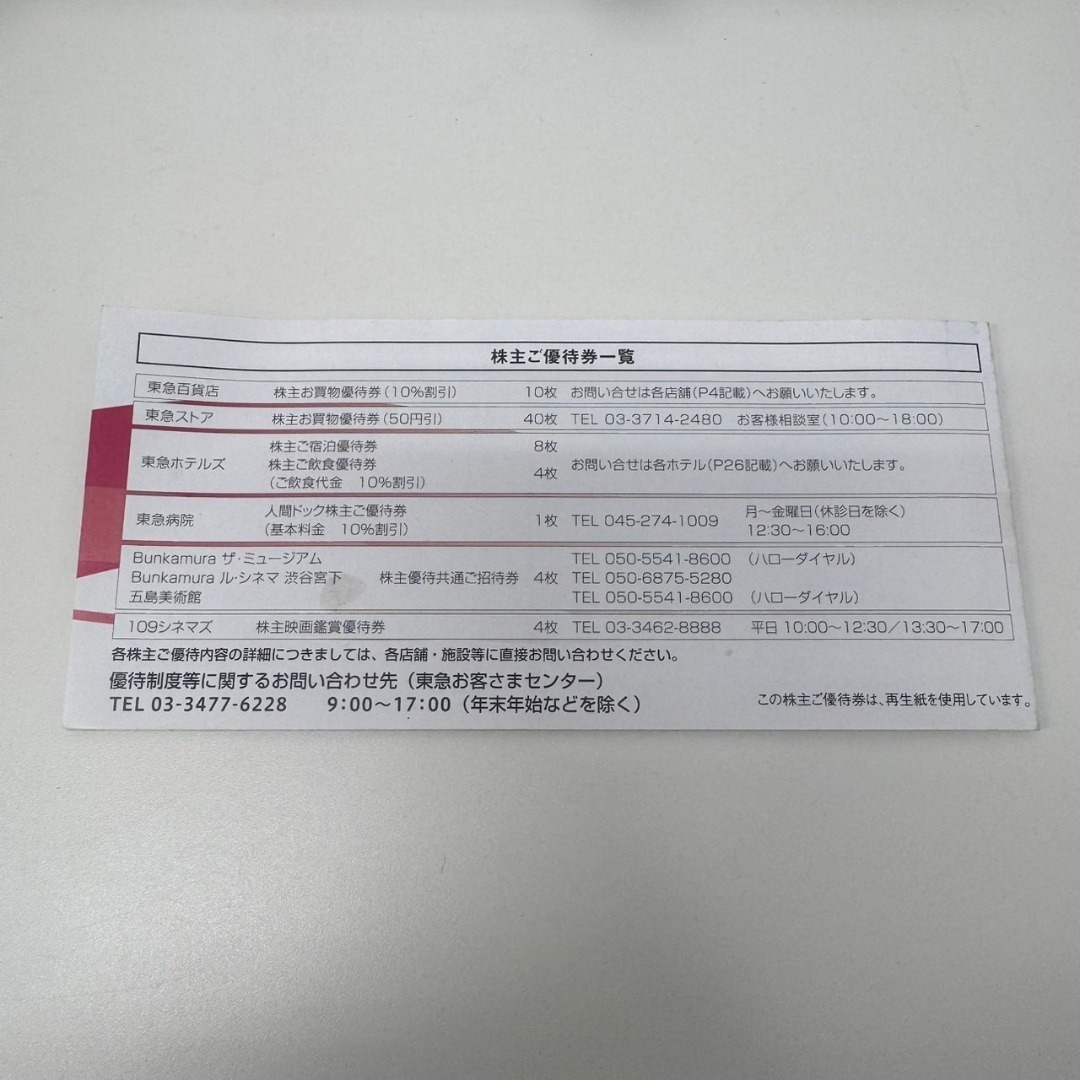 株主ご優待券一覧
東急百貨店 株主お買物優待券（10%割引） 10枚 お問い合せは各店舗（P4記載）へお願いいたします。
東急ストア 株主お買物優待券（50円引） 40枚 TEL 03-3714-2480 お客様相談室（10:00〜18:00）
東急ホテルズ 株主ご宿泊優待券 8枚 お問い合せは各ホテル（P26記載）へお願いいたします。
株主ご飲食優待券 4枚
（ご飲食代金 10%割引）
東急病院 人間ドック株主ご優待券 1枚 TEL 045-274-1009 月〜金曜日（休診日を除く）
（基本料金 10%割引） 12:30〜16:00
Bunkamura ザ・ミュージアム TEL 050-5541-8600 （ハローダイヤル）
Bunkamura ル・シネマ 渋谷宮下 株主優待共通ご招待券 4枚 TEL 050-6875-5280
五島美術館 TEL 050-5541-8600 （ハローダイヤル）
109シネマズ 株主映画鑑賞優待券 4枚 TEL 03-3462-8888 平日 10:00〜12:30／13:30〜17:00
各株主ご優待内容の詳細につきましては、各店舗・施設等に直接お問い合わせください。
優待制度等に関するお問い合わせ先（東急お客さまセンター）
TEL 03-3477-6228 9:00〜17:00（年末年始などを除く）
この株主ご優待券は、再生紙を使用しています。